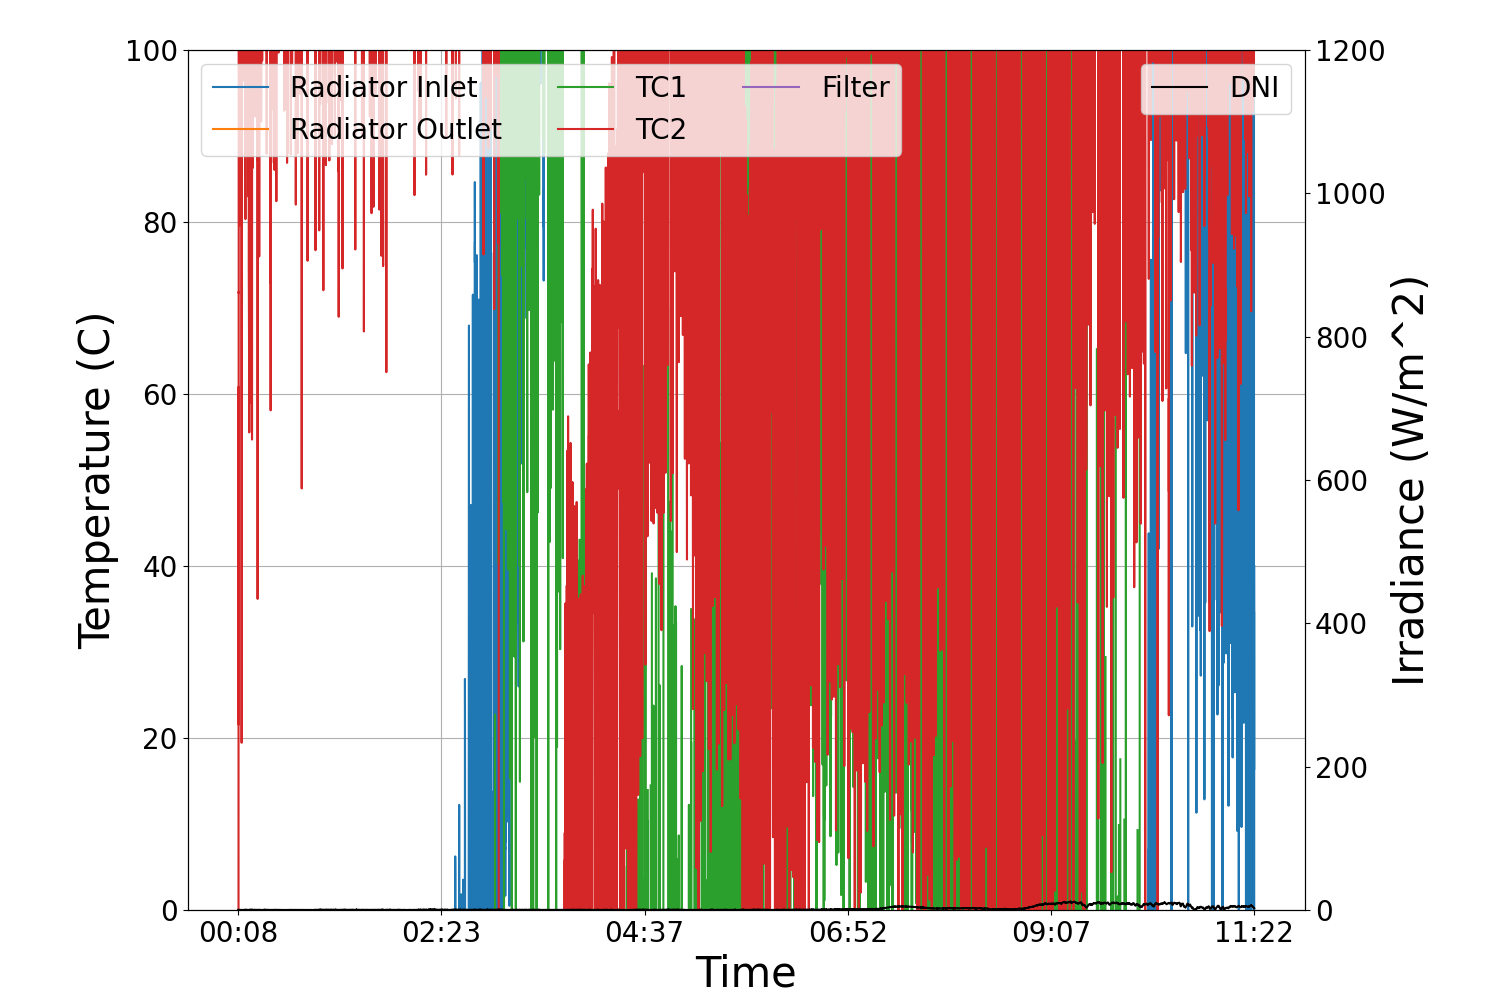 Radiator Inlet
Radiator Outlet
TC1
TC2
Filter
DNI
100
80
60
40
20
0
Temperature (C)
1200
1000
800
600
400
200
0
Irradiance (W/m^2)
00:08 02:23 04:37 06:52 09:07 11:22
Time